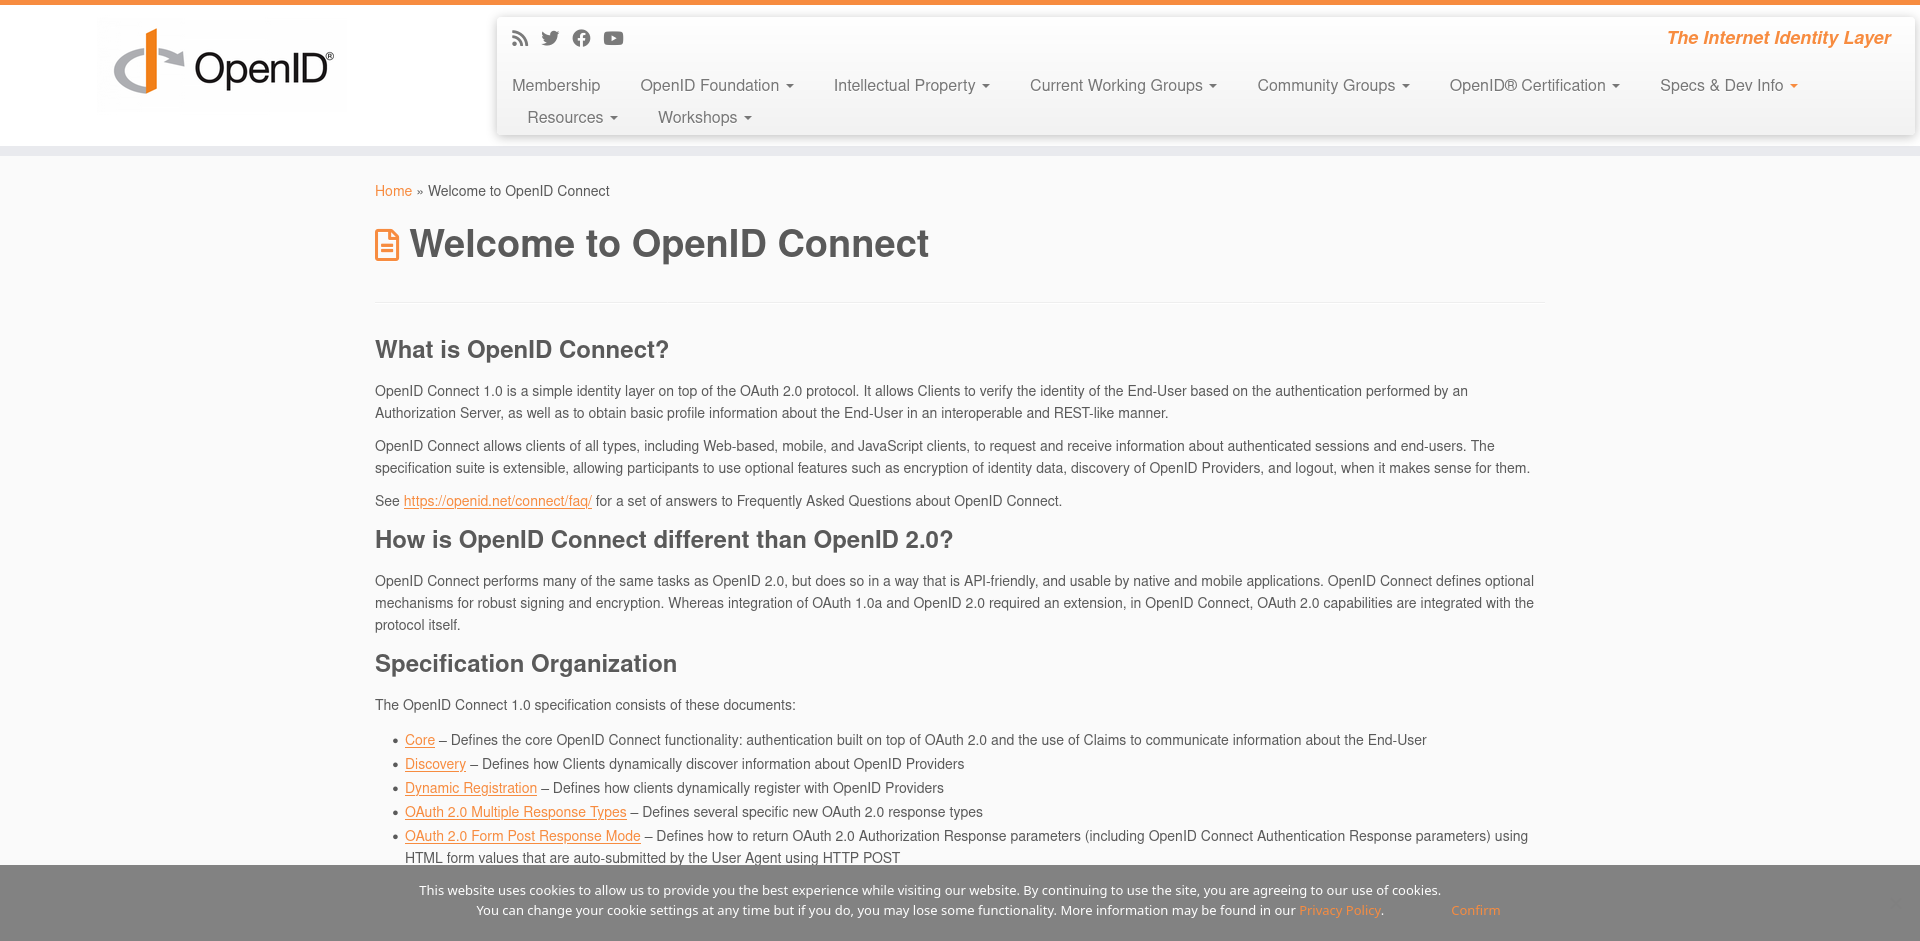 OpenID®
The Internet Identity Layer
Membership OpenID Foundation Intellectual Property Current Working Groups Community Groups OpenID® Certification Specs & Dev Info
Resources Workshops
Home » Welcome to OpenID Connect
Welcome to OpenID Connect
What is OpenID Connect?
OpenID Connect 1.0 is a simple identity layer on top of the OAuth 2.0 protocol. It allows Clients to verify the identity of the End-User based on the authentication performed by an
Authorization Server, as well as to obtain basic profile information about the End-User in an interoperable and REST-like manner.
OpenID Connect allows clients of all types, including Web-based, mobile, and JavaScript clients, to request and receive information about authenticated sessions and end-users. The
specification suite is extensible, allowing participants to use optional features such as encryption of identity data, discovery of OpenID Providers, and logout, when it makes sense for them.
See https://openid.net/connect/faq/ for a set of answers to Frequently Asked Questions about OpenID Connect.
How is OpenID Connect different than OpenID 2.0?
OpenID Connect performs many of the same tasks as OpenID 2.0, but does so in a way that is API-friendly, and usable by native and mobile applications. OpenID Connect defines optional
mechanisms for robust signing and encryption. Whereas integration of OAuth 1.0a and OpenID 2.0 required an extension, in OpenID Connect, OAuth 2.0 capabilities are integrated with the
protocol itself.
Specification Organization
The OpenID Connect 1.0 specification consists of these documents:
• Core – Defines the core OpenID Connect functionality: authentication built on top of OAuth 2.0 and the use of Claims to communicate information about the End-User
• Discovery – Defines how Clients dynamically discover information about OpenID Providers
• Dynamic Registration – Defines how clients dynamically register with OpenID Providers
• OAuth 2.0 Multiple Response Types – Defines several specific new OAuth 2.0 response types
• OAuth 2.0 Form Post Response Mode – Defines how to return OAuth 2.0 Authorization Response parameters (including OpenID Connect Authentication Response parameters) using
HTML form values that are auto-submitted by the User Agent using HTTP POST
This website uses cookies to allow us to provide you the best experience while visiting our website. By continuing to use the site, you are agreeing to our use of cookies.
You can change your cookie settings at any time but if you do, you may lose some functionality. More information may be found in our Privacy Policy. Confirm